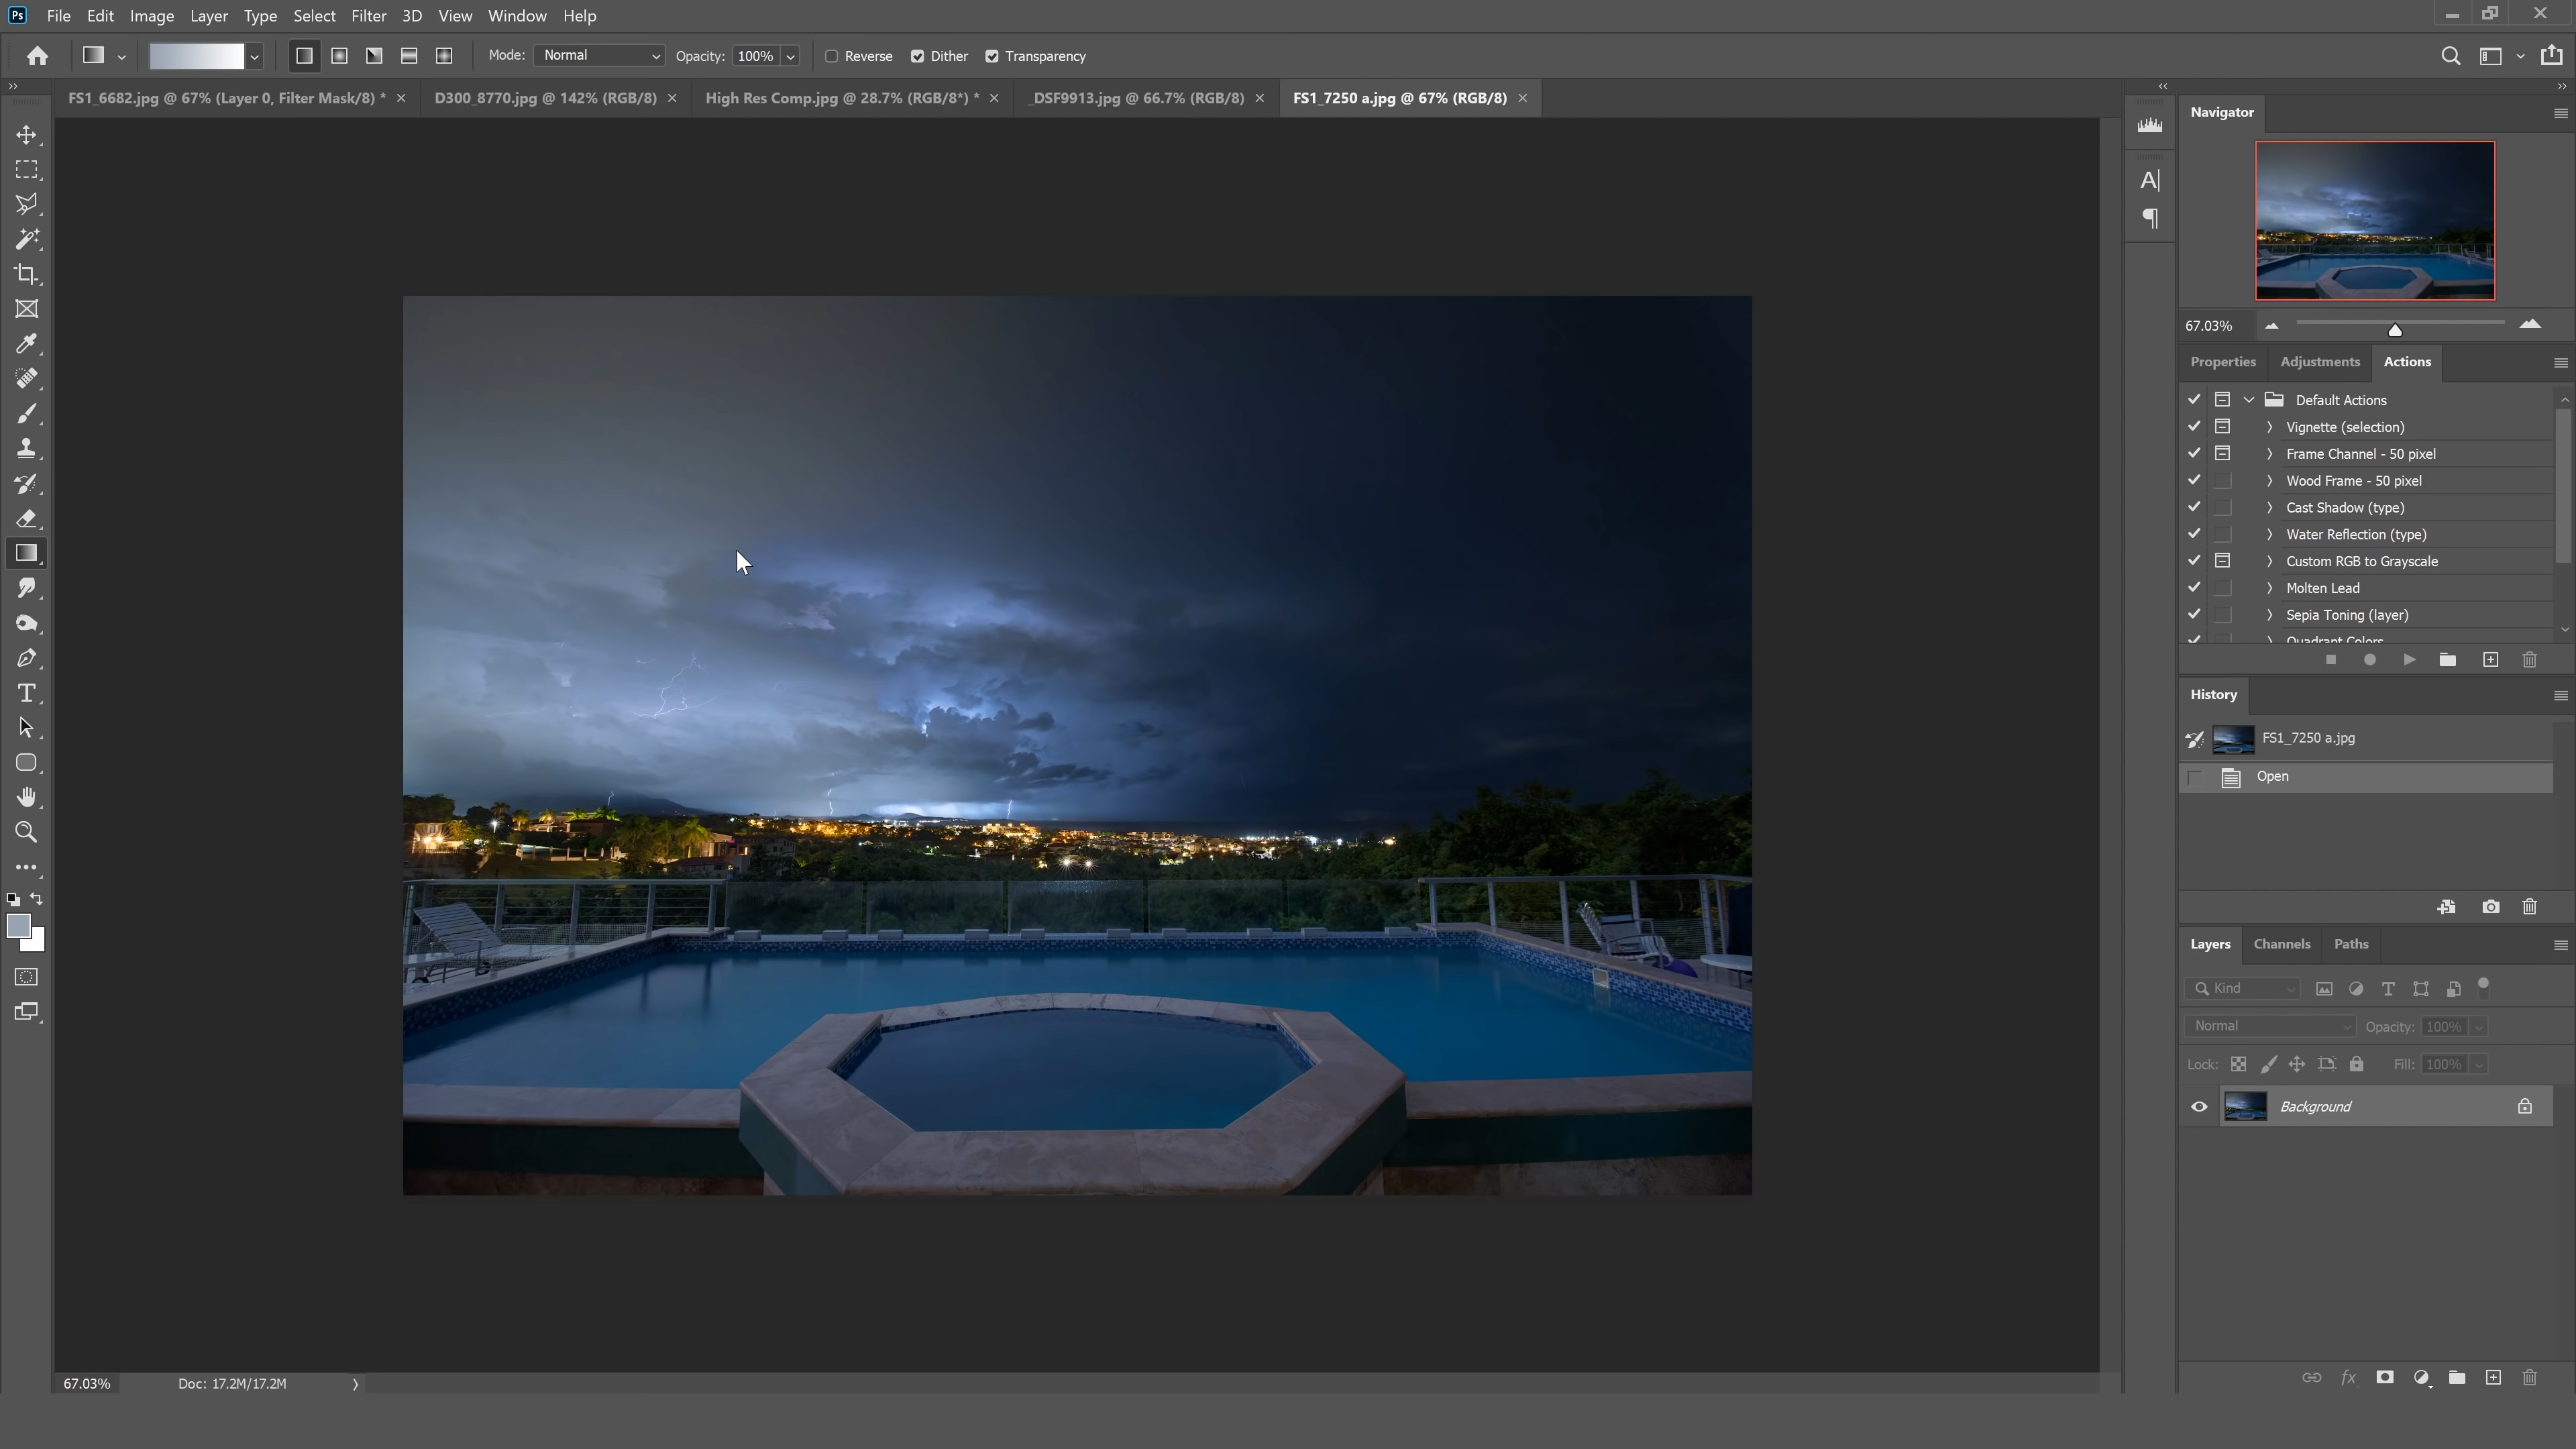 Ps File Edit Image Layer Type Select Filter 3D View Window Help
Mode: Normal Opacity: 100% Reverse Dither Transparency
FS1_6682.jpg @ 67% (Layer 0, Filter Mask/8) * D300_8770.jpg @ 142% (RGB/8) High Res Comp.jpg @ 28.7% (RGB/8*) * _DSF9913.jpg @ 66.7% (RGB/8) FS1_7250 a.jpg @ 67% (RGB/8)
Navigator
67.03%
Properties Adjustments Actions
Default Actions
Vignette (selection)
Frame Channel - 50 pixel
Wood Frame - 50 pixel
Cast Shadow (type)
Water Reflection (type)
Custom RGB to Grayscale
Molten Lead
Sepia Toning (layer)
Quadrant Colors
History
FS1_7250 a.jpg
Open
Layers Channels Paths
Kind
Normal Opacity: 100%
Lock: Fill: 100%
Background
67.03% Doc: 17.2M/17.2M